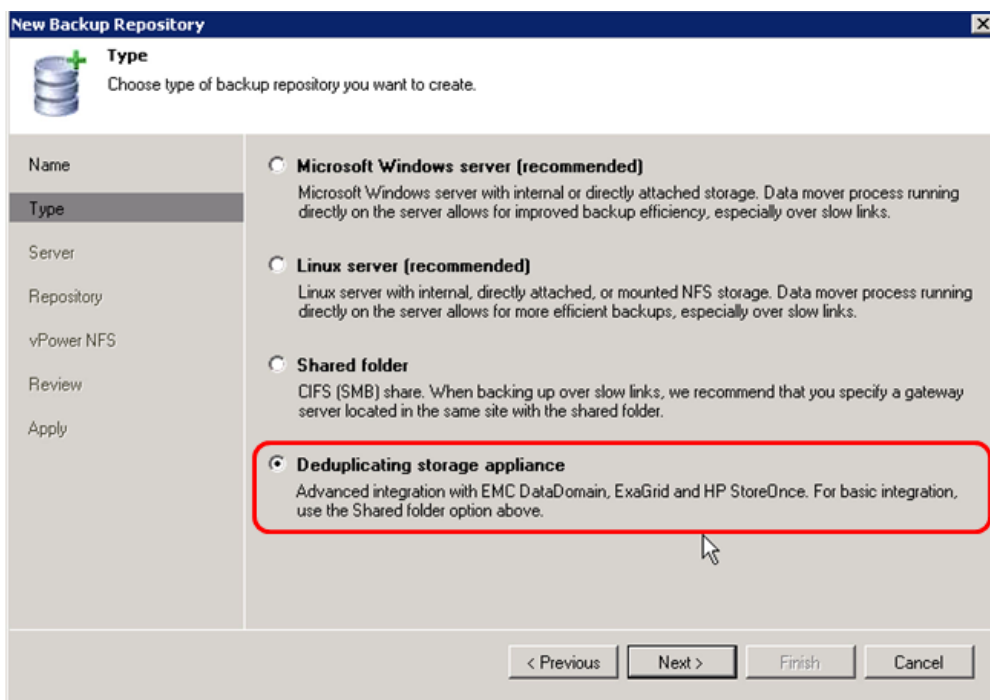 New Backup Repository
Type
Choose type of backup repository you want to create.
Name
Type
Server
Repository
vPower NFS
Review
Apply
Microsoft Windows server (recommended)
Microsoft Windows server with internal or directly attached storage. Data mover process running
directly on the server allows for improved backup efficiency, especially over slow links.
Linux server (recommended)
Linux server with internal, directly attached, or mounted NFS storage. Data mover process running
directly on the server allows for more efficient backups, especially over slow links.
Shared folder
CIFS (SMB) share. When backing up over slow links, we recommend that you specify a gateway
server located in the same site with the shared folder.
Deduplicating storage appliance
Advanced integration with EMC DataDomain, ExaGrid and HP StoreOnce. For basic integration,
use the Shared folder option above.
< Previous
Next >
Finish
Cancel